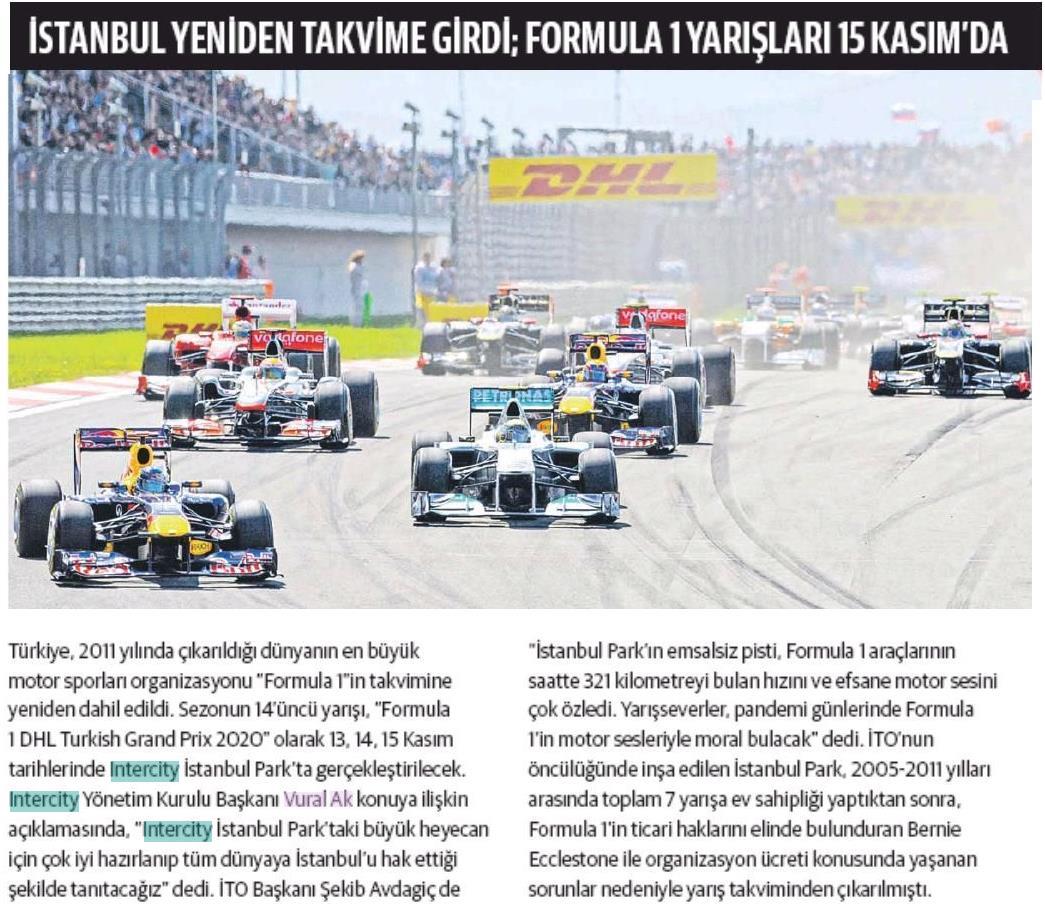 İSTANBUL YENİDEN TAKVİME GİRDİ; FORMULA 1 YARIŞLARI 15 KASIM'DA
DHL
DHL
Santander
DHL
vodafone
vodafone
PETRONAS
Türkiye, 2011 yılında çıkarıldığı dünyanın en büyük
motor sporları organizasyonu "Formula 1"in takvimine
yeniden dahil edildi. Sezonun 14'üncü yarışı, "Formula
1 DHL Turkish Grand Prix 2020" olarak 13, 14, 15 Kasım
tarihlerinde Intercity İstanbul Park'ta gerçekleştirilecek.
Intercity Yönetim Kurulu Başkanı Vural Ak konuya ilişkin
açıklamasında, "Intercity İstanbul Park'taki büyük heyecan
için çok iyi hazırlanıp tüm dünyaya İstanbul'u hak ettiği
şekilde tanıtacağız" dedi. İTO Başkanı Şekib Avdagiç de
"İstanbul Park'ın emsalsiz pisti, Formula 1 araçlarının
saatte 321 kilometreyi bulan hızını ve efsane motor sesini
çok özledi. Yarışseverler, pandemi günlerinde Formula
1'in motor sesleriyle moral bulacak" dedi. İTO'nun
öncülüğünde inşa edilen İstanbul Park, 2005-2011 yılları
arasında toplam 7 yarışa ev sahipliği yaptıktan sonra,
Formula 1'in ticari haklarını elinde bulunduran Bernie
Ecclestone ile organizasyon ücreti konusunda yaşanan
sorunlar nedeniyle yarış takviminden çıkarılmıştı.